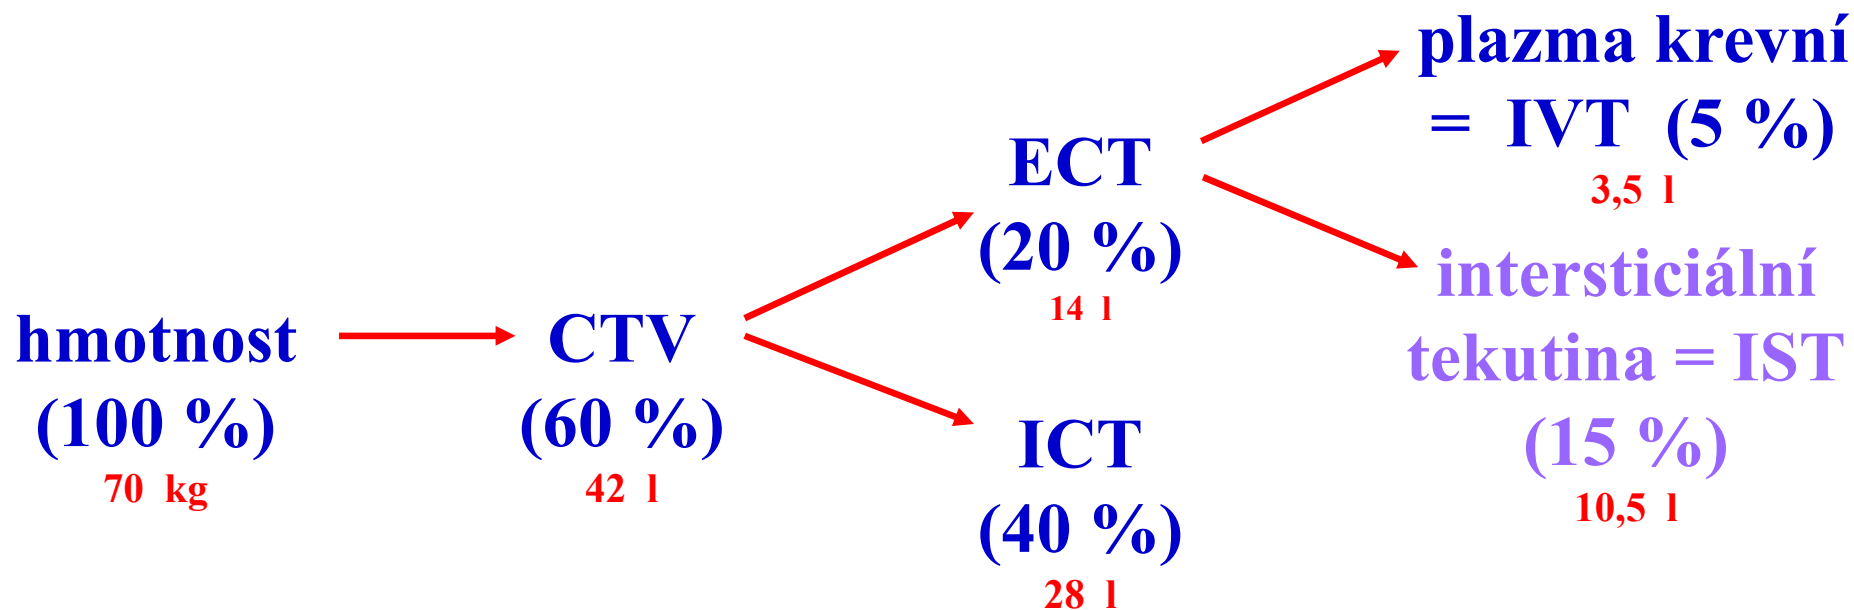 hmotnost
(100 %)
70 kg
CTV
(60 %)
42 l
ECT
(20 %)
14 l
ICT
(40 %)
28 l
plazma krevní
= IVT (5 %)
3,5 l
intersticiální
tekutina = IST
(15 %)
10,5 l